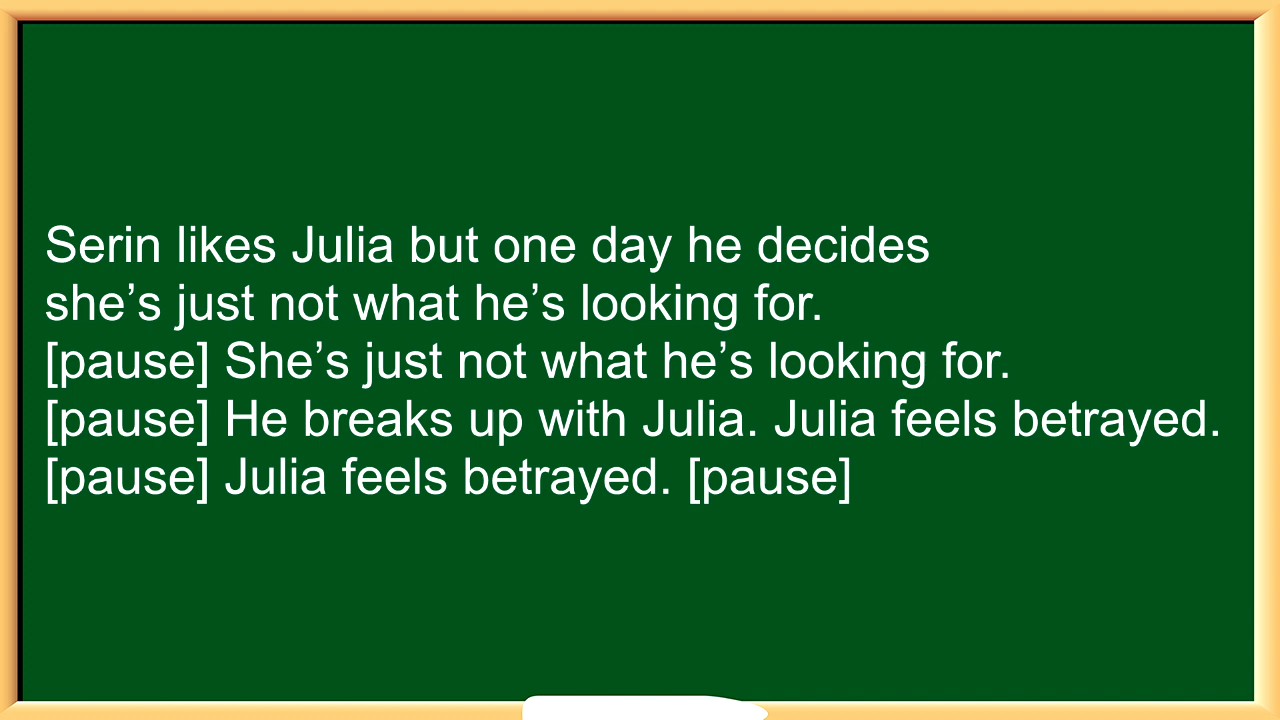 Serin likes Julia but one day he decides
she’s just not what he’s looking for.
[pause] She’s just not what he’s looking for.
[pause] He breaks up with Julia. Julia feels betrayed.
[pause] Julia feels betrayed. [pause]